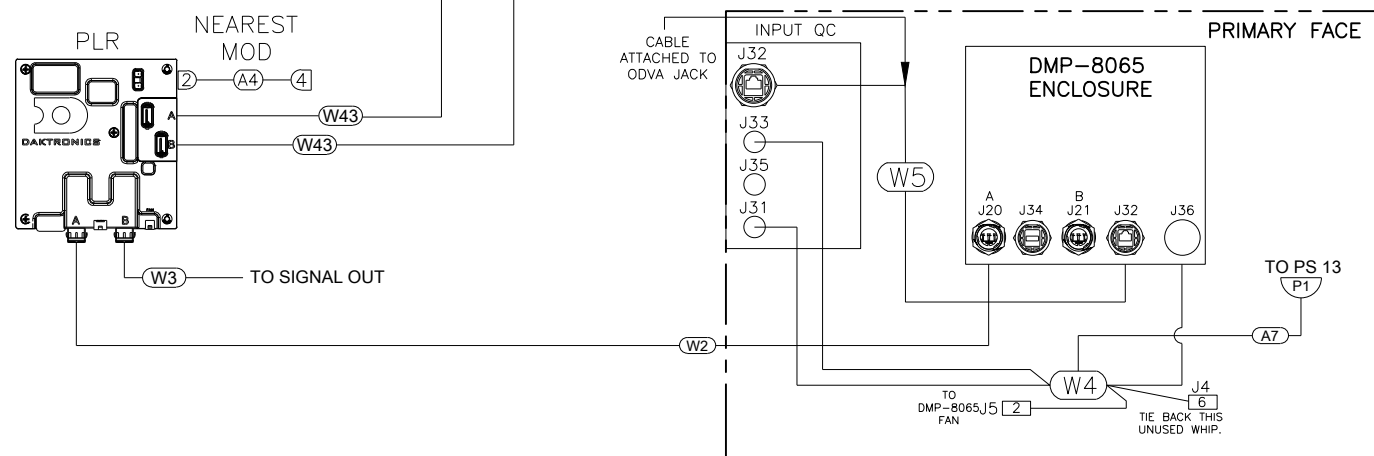 PLR
NEAREST
MOD
2
A4
4
A
W43
B
W43
DAKTRONICS
A
B
W3
TO SIGNAL OUT
W2
CABLE
ATTACHED TO
ODVA JACK
INPUT QC
J32
J33
J35
J31
W5
PRIMARY FACE
DMP-8065
ENCLOSURE
A
J20
J34
B
J21
J32
J36
TO PS 13
P1
A7
W4
TO
DMP-8065
FAN
J5
2
J4
6
TIE BACK THIS
UNUSED WHIP.